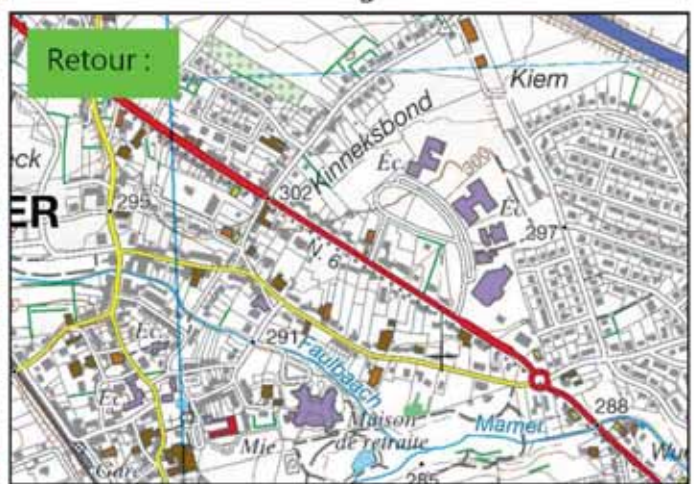 Retour :
Kiem
Kinneksbond
Éc.
300
eck
ER
302
Éc.
295
297
N. 6
291
Faulbaach
Éc.
Éc.
Mamer
288
Maison
de retraite
Mie
Gare
285